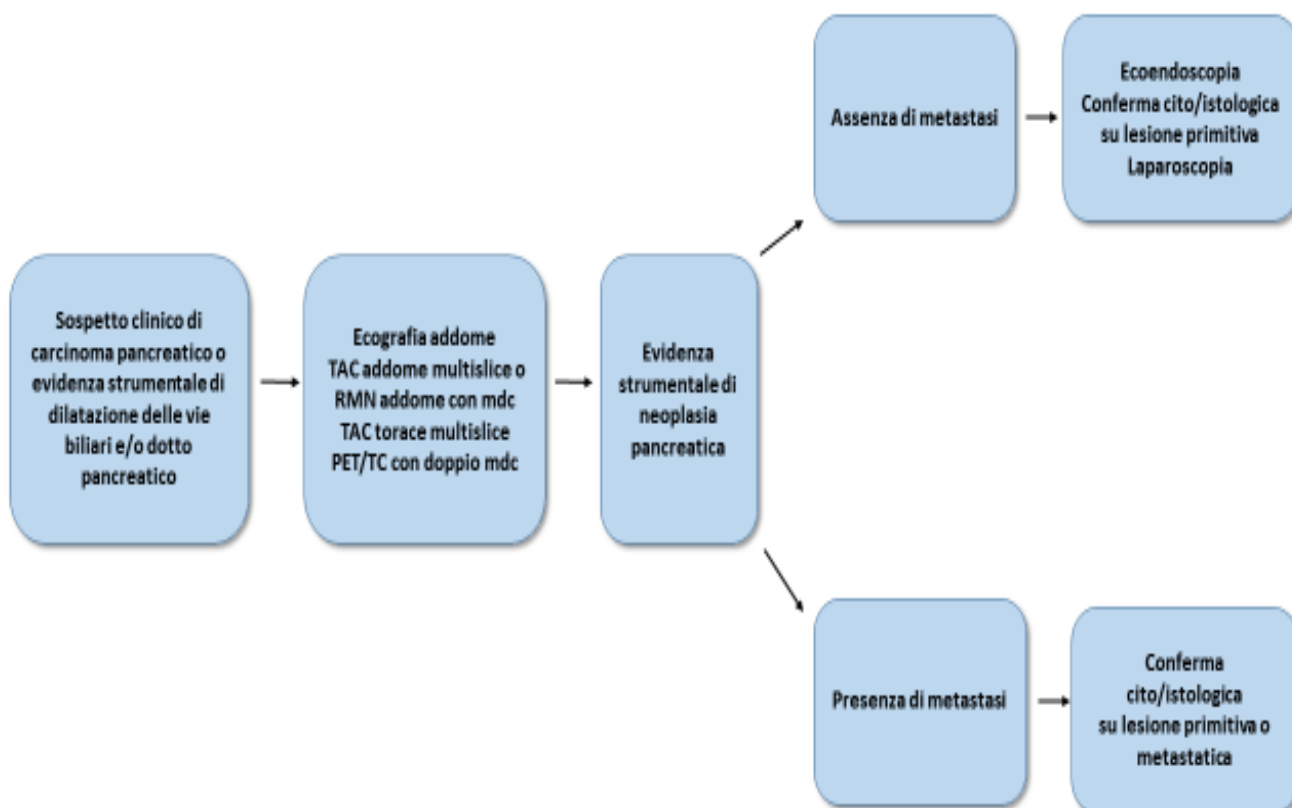 Sospetto clinico di
carcinoma pancreatico o
evidenza strumentale di
dilatazione delle vie
biliari e/o dotto
pancreatico
Ecografia addome
TAC addome multislice o
RMN addome con mdc
TAC torace multislice
PET/TC con doppio mdc
Evidenza
strumentale di
neoplasia
pancreatica
Assenza di metastasi
Ecoendoscopia
Conferma cito/istologica
su lesione primitiva
Laparoscopia
Presenza di metastasi
Conferma
cito/istologica
su lesione primitiva o
metastatica